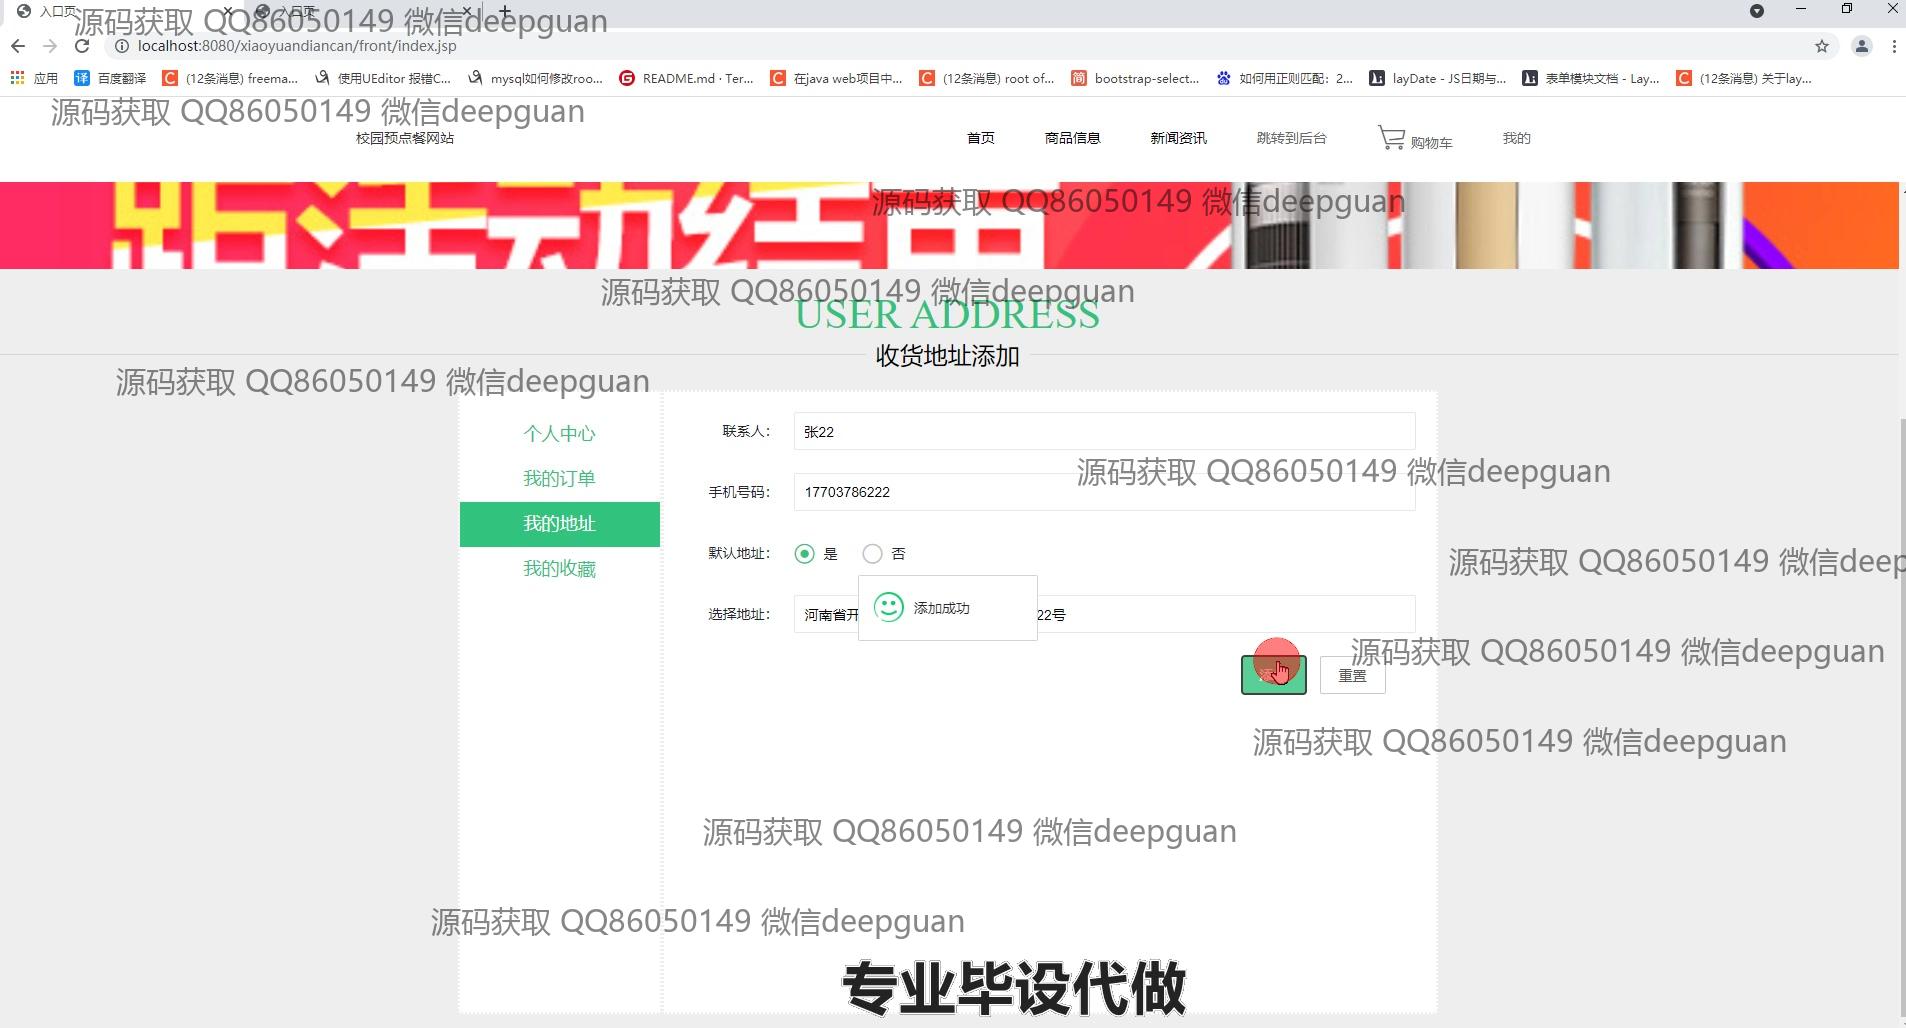 入口页
入口页
源码获取 QQ86050149 微信deepguan
localhost:8080/xiaoyuandiancan/front/index.jsp
应用
百度翻译
(12条消息) freema...
使用UEditor 报错C...
mysql如何修改roo...
README.md · Ter...
在java web项目中...
(12条消息) root of...
bootstrap-select...
如何用正则匹配：2...
layDate - JS日期与...
表单模块文档 - Lay...
(12条消息) 关于lay...
源码获取 QQ86050149 微信deepguan
校园预点餐网站
首页
商品信息
新闻资讯
跳转到后台
购物车
我的
源码获取 QQ86050149 微信deepguan
活动结果
源码获取 QQ86050149 微信deepguan
USER ADDRESS
收货地址添加
源码获取 QQ86050149 微信deepguan
个人中心
我的订单
我的地址
我的收藏
联系人：
张22
源码获取 QQ86050149 微信deepguan
手机号码：
17703786222
默认地址：
是
否
源码获取 QQ86050149 微信deep
选择地址：
河南省开
22号
添加成功
源码获取 QQ86050149 微信deepguan
重置
源码获取 QQ86050149 微信deepguan
源码获取 QQ86050149 微信deepguan
源码获取 QQ86050149 微信deepguan
专业毕设代做